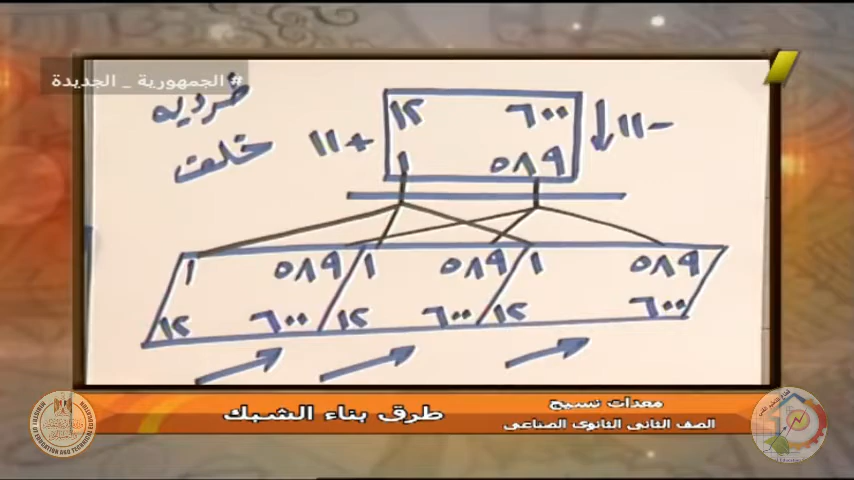 # الجمهورية _ الجديدة
خلف
١٢ ٦٠٠
+١١
-١١
١ ٥٨٩
١ ٥٨٩ ١ ٥٨٩ ١ ٥٨٩
١٢ ٦٠٠ ١٢ ٦٠٠ ١٢ ٦٠٠
معدات نسيج
طرق بناء الشبك
الصف الثانى الثانوى الصناعى